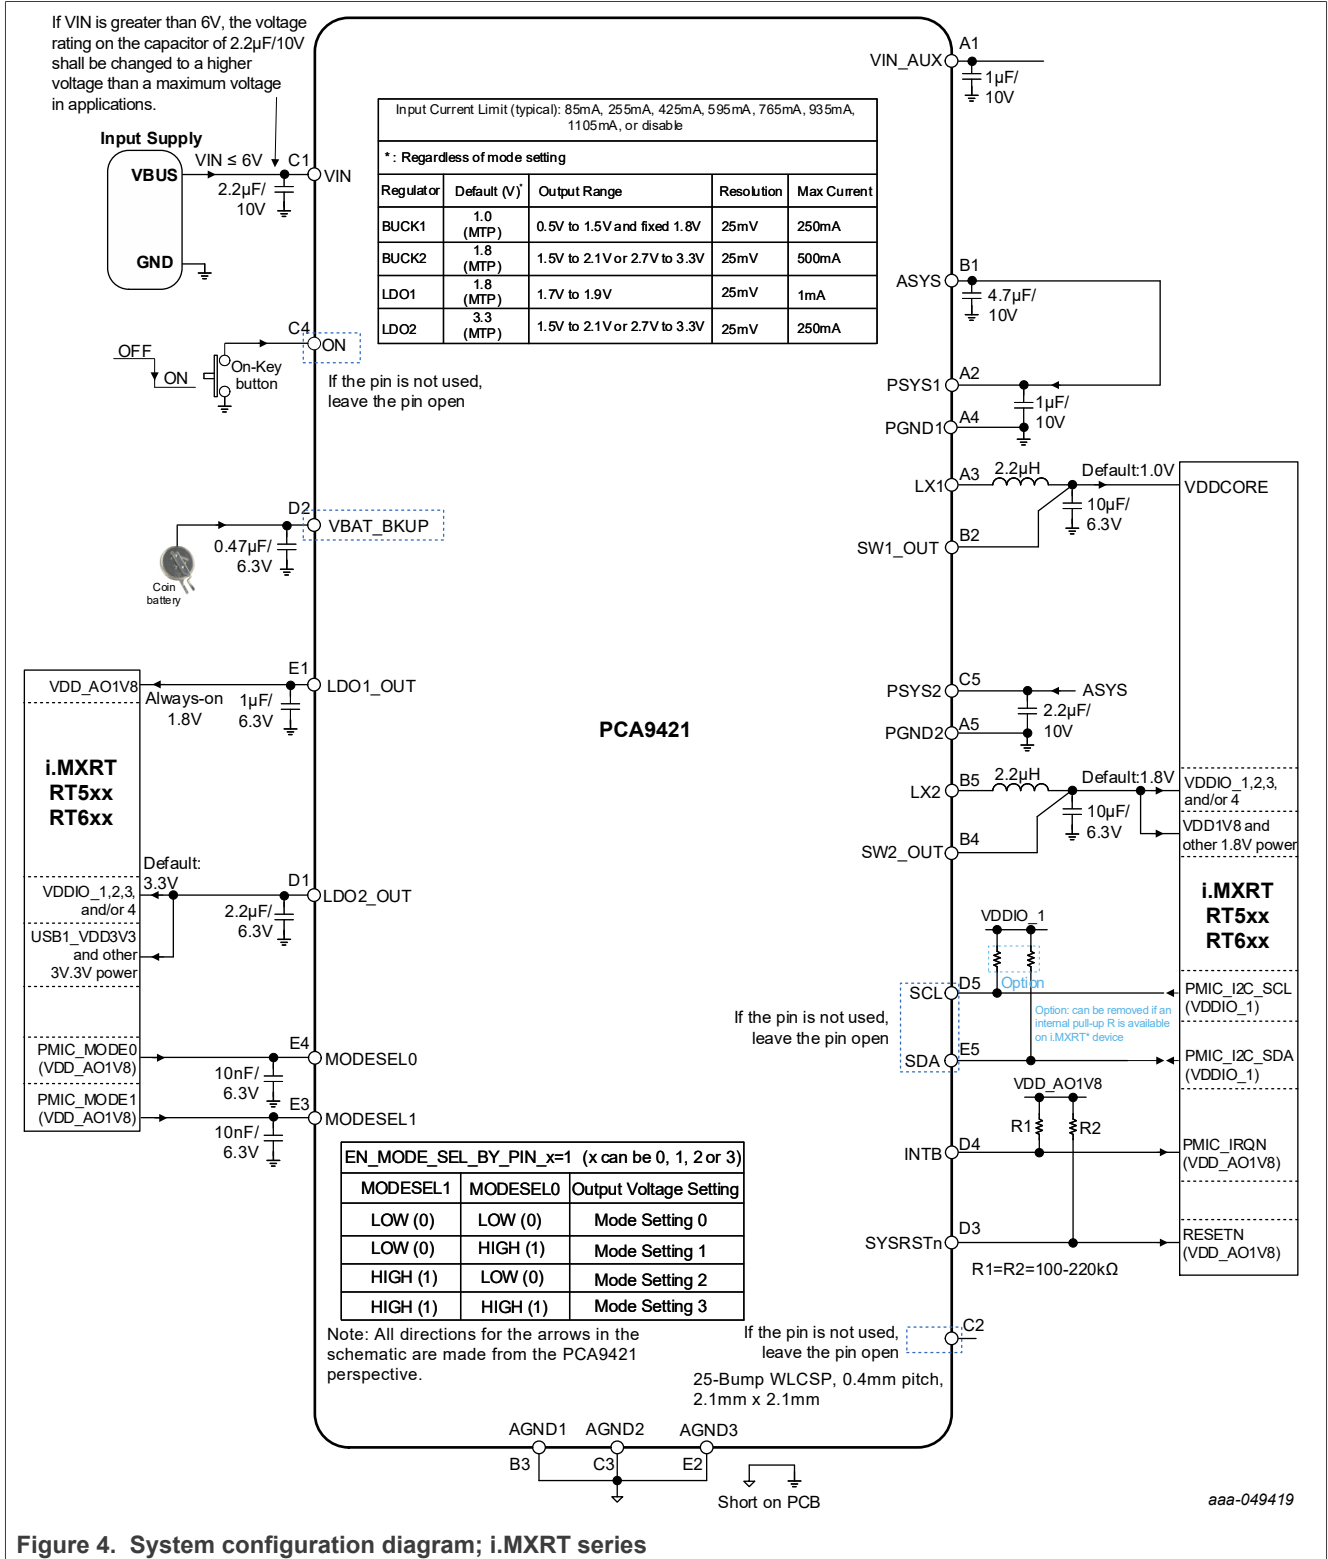 If VIN is greater than 6V, the voltage
rating on the capacitor of 2.2µF/10V
shall be changed to a higher
voltage than a maximum voltage
in applications.
Input Supply
VBUS
GND
VIN ≤ 6V
2.2µF/
10V
C1
VIN
Input Current Limit (typical): 85mA, 255mA, 425mA, 595mA, 765mA, 935mA,
1105mA, or disable
*: Regardless of mode setting
Regulator Default (V)* Output Range Resolution Max Current
BUCK1 1.0 (MTP) 0.5V to 1.5V and fixed 1.8V 25mV 250mA
BUCK2 1.8 (MTP) 1.5V to 2.1V or 2.7V to 3.3V 25mV 500mA
LDO1 1.8 (MTP) 1.7V to 1.9V 25mV 1mA
LDO2 3.3 (MTP) 1.5V to 2.1V or 2.7V to 3.3V 25mV 250mA
VIN_AUX
A1
1µF/
10V
ASYS
B1
4.7µF/
10V
OFF
ON
On-Key
button
C4
ON
If the pin is not used,
leave the pin open
PSYS1
A2
1µF/
10V
PGND1
A4
LX1
A3
2.2µH
Default:1.0V
VDDCORE
10µF/
6.3V
SW1_OUT
B2
D2
VBAT_BKUP
0.47µF/
6.3V
Coin
battery
E1
LDO1_OUT
VDD_AO1V8
Always-on
1.8V
1µF/
6.3V
i.MXRT
RT5xx
RT6xx
PCA9421
PSYS2
C5
ASYS
2.2µF/
10V
PGND2
A5
LX2
B5
2.2µH
Default:1.8V
VDDIO_1,2,3,
and/or 4
10µF/
6.3V
VDD1V8 and
other 1.8V power
SW2_OUT
B4
Default:
3.3V
VDDIO_1,2,3,
and/or 4
D1
LDO2_OUT
2.2µF/
6.3V
USB1_VDD3V3
and other
3V.3V power
i.MXRT
RT5xx
RT6xx
VDDIO_1
Option
SCL
D5
PMIC_I2C_SCL
(VDDIO_1)
If the pin is not used,
leave the pin open
Option: can be removed if an
internal pull-up R is available
on i.MXRT* device
SDA
E5
PMIC_I2C_SDA
(VDDIO_1)
PMIC_MODE0
(VDD_AO1V8)
E4
MODESEL0
10nF/
6.3V
PMIC_MODE1
(VDD_AO1V8)
E3
MODESEL1
10nF/
6.3V
VDD_AO1V8
R1
R2
INTB
D4
PMIC_IRQN
(VDD_AO1V8)
SYSRSTn
D3
RESETN
(VDD_AO1V8)
R1=R2=100-220kΩ
EN_MODE_SEL_BY_PIN_x=1 (x can be 0, 1, 2 or 3)
MODESEL1 MODESEL0 Output Voltage Setting
LOW (0) LOW (0) Mode Setting 0
LOW (0) HIGH (1) Mode Setting 1
HIGH (1) LOW (0) Mode Setting 2
HIGH (1) HIGH (1) Mode Setting 3
Note: All directions for the arrows in the
schematic are made from the PCA9421
perspective.
If the pin is not used,
leave the pin open
C2
25-Bump WLCSP, 0.4mm pitch,
2.1mm x 2.1mm
AGND1 AGND2 AGND3
B3 C3 E2
Short on PCB
aaa-049419
Figure 4. System configuration diagram; i.MXRT series